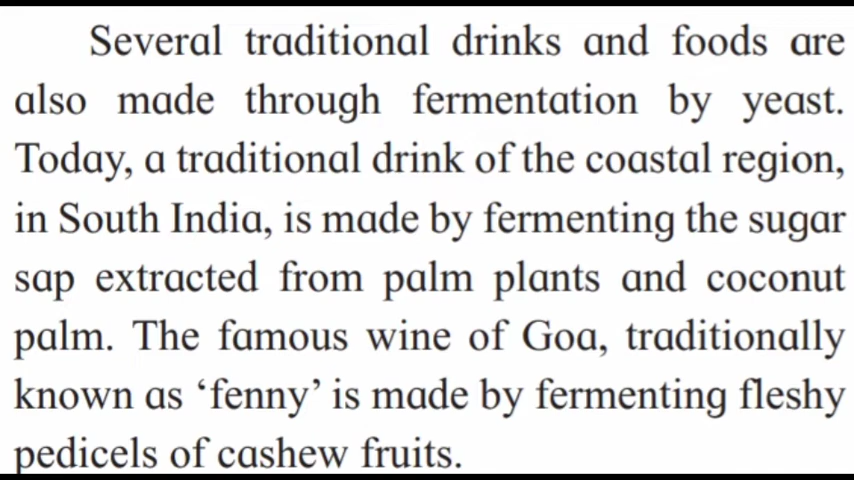 Several traditional drinks and foods are
also made through fermentation by yeast.
Today, a traditional drink of the coastal region,
in South India, is made by fermenting the sugar
sap extracted from palm plants and coconut
palm. The famous wine of Goa, traditionally
known as ‘fenny’ is made by fermenting fleshy
pedicels of cashew fruits.